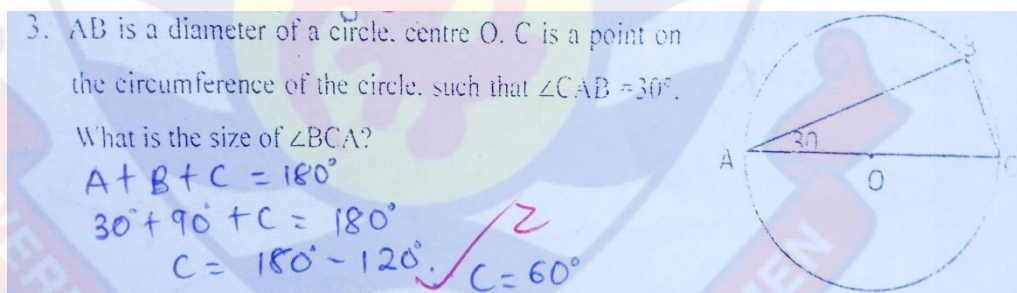 3. AB is a diameter of a circle. centre O. C is a point on
the circumference of the circle. such that ∠CAB =30°.
What is the size of ∠BCA?
A + B + C = 180°
30° + 90° + C = 180°
C = 180° - 120°.
C = 60°
2
B
30
A
O
C